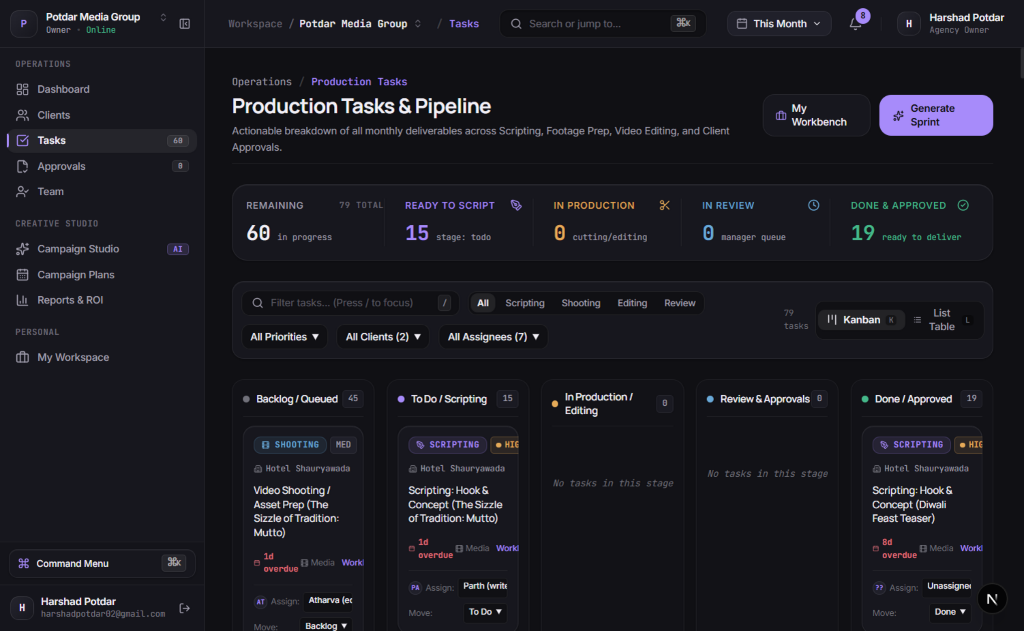 P
Potdar Media Group
Owner · Online
Workspace / Potdar Media Group / Tasks
Search or jump to...
⌘K
This Month
8
H
Harshad Potdar
Agency Owner
OPERATIONS
Dashboard
Clients
Tasks 60
Approvals 0
Team
CREATIVE STUDIO
Campaign Studio AI
Campaign Plans
Reports & ROI
PERSONAL
My Workspace
Command Menu ⌘K
H
Harshad Potdar
harshadpotdar02@gmail.com
Operations / Production Tasks
Production Tasks & Pipeline
Actionable breakdown of all monthly deliverables across Scripting, Footage Prep, Video Editing, and Client
Approvals.
My
Workbench
Generate
Sprint
REMAINING 79 TOTAL
60 in progress
READY TO SCRIPT
15 stage: todo
IN PRODUCTION
0 cutting/editing
IN REVIEW
0 manager queue
DONE & APPROVED
19 ready to deliver
Filter tasks... (Press / to focus) /
All Scripting Shooting Editing Review
All Priorities ▼ All Clients (2) ▼ All Assignees (7) ▼
79
tasks
Kanban K
List
Table L
Backlog / Queued 45
SHOOTING MED
Hotel Shauryawada
Video Shooting /
Asset Prep (The
Sizzle of Tradition:
Mutto)
1d
overdue Media Workl
AT Assign: Atharva (ec
Move: Backlog ▼
To Do / Scripting 15
SCRIPTING HIG
Hotel Shauryawada
Scripting: Hook &
Concept (The Sizzle
of Tradition: Mutto)
1d
overdue Media Workl
PA Assign: Parth (write
Move: To Do ▼
In Production /
Editing 0
No tasks in this stage
Review & Approvals 0
No tasks in this stage
Done / Approved 19
SCRIPTING HIG
Hotel Shauryawada
Scripting: Hook &
Concept (Diwali
Feast Teaser)
8d
overdue Media Workl
?? Assign: Unassigned
Move: Done ▼
N